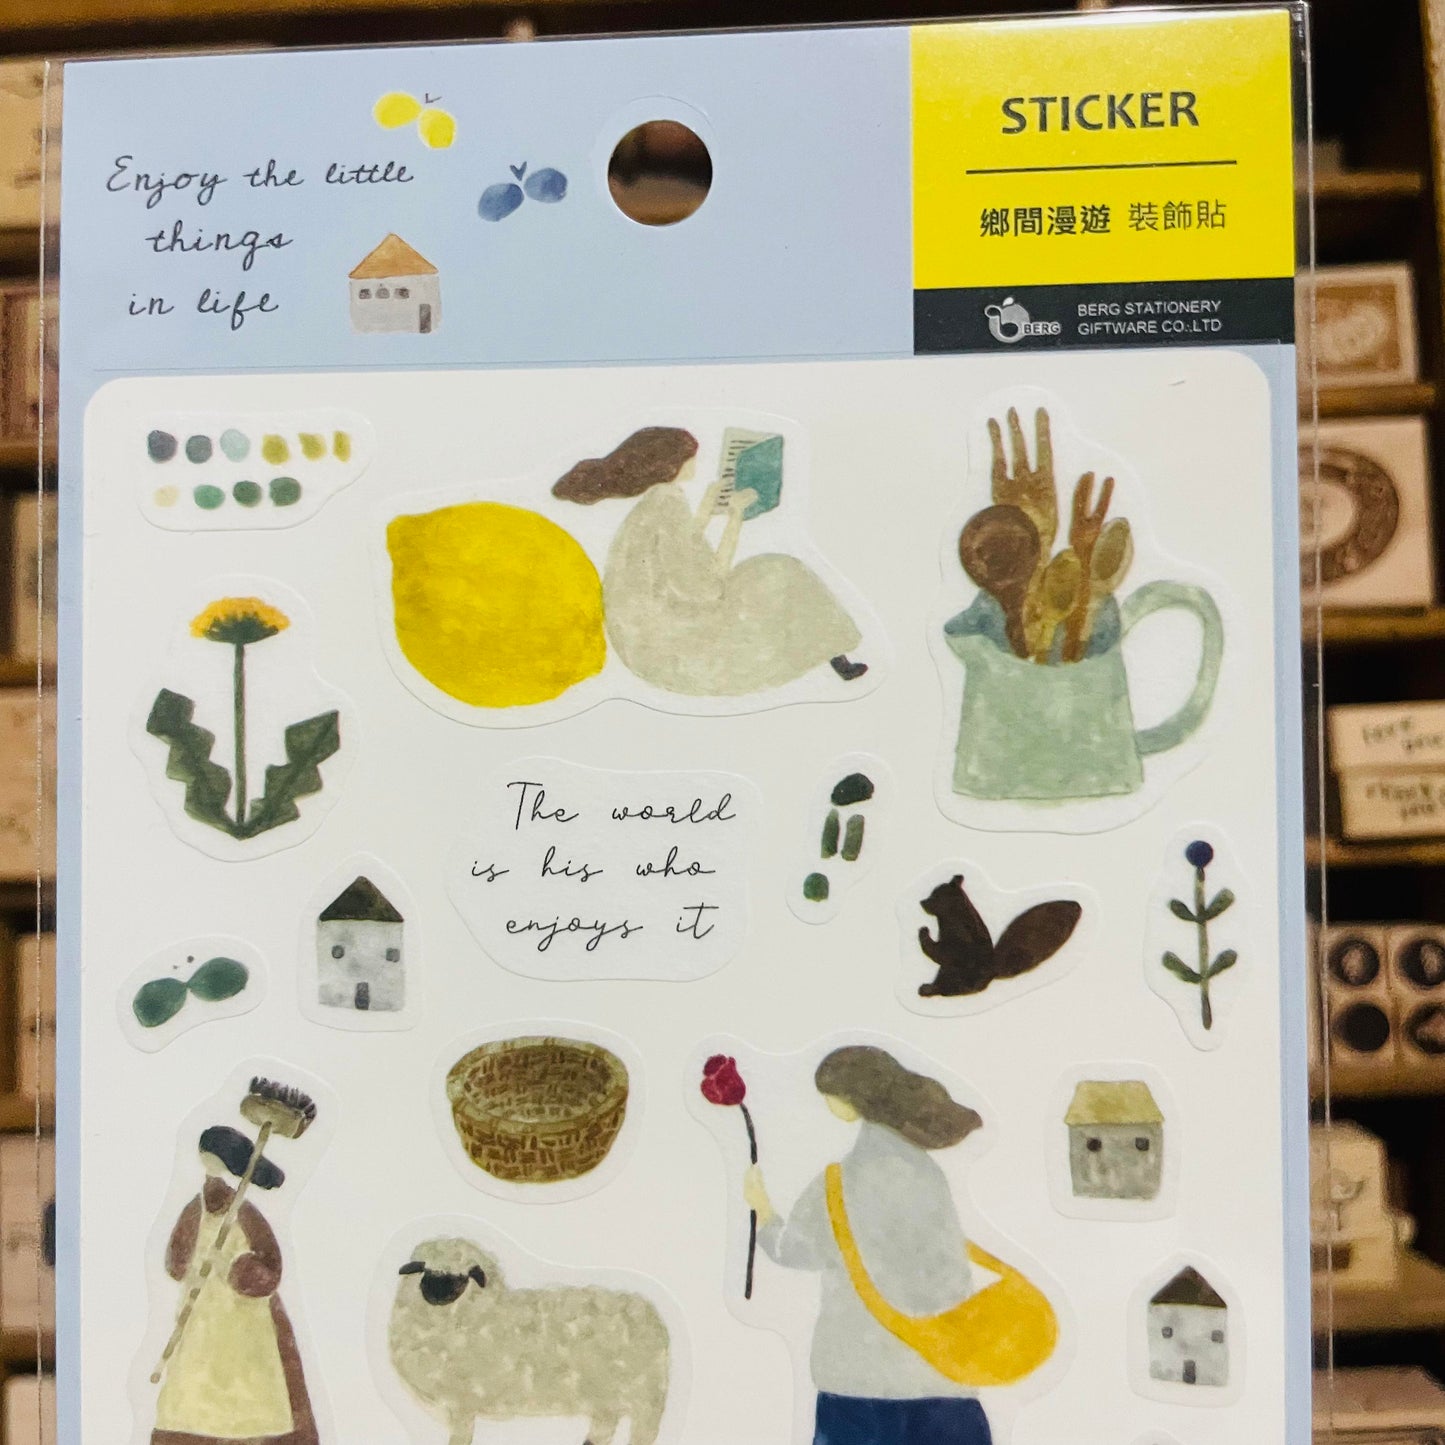 Enjoy the little
things
in life
STICKER
鄉間漫遊 裝飾貼
BERG
BERG STATIONERY
GIFTWARE CO.,LTD
The world
is his who
enjoys it